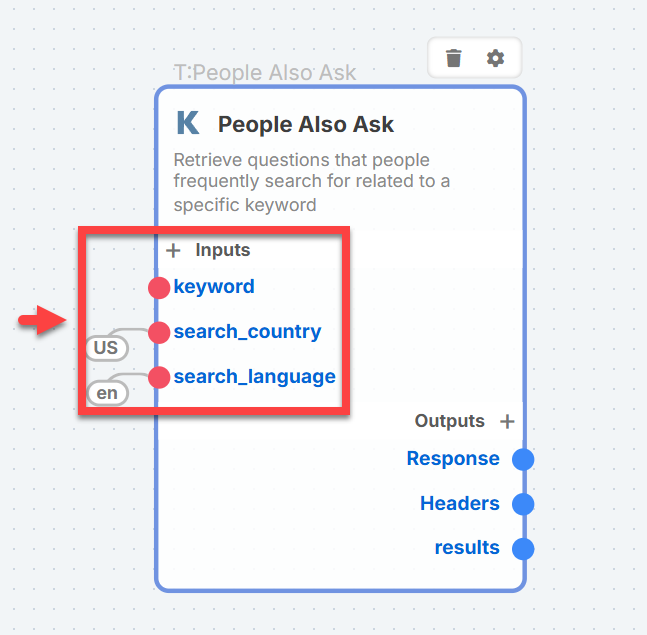 T:People Also Ask
K People Also Ask
Retrieve questions that people
frequently search for related to a
specific keyword
+ Inputs
keyword
search_country
US
search_language
en
Outputs +
Response
Headers
results